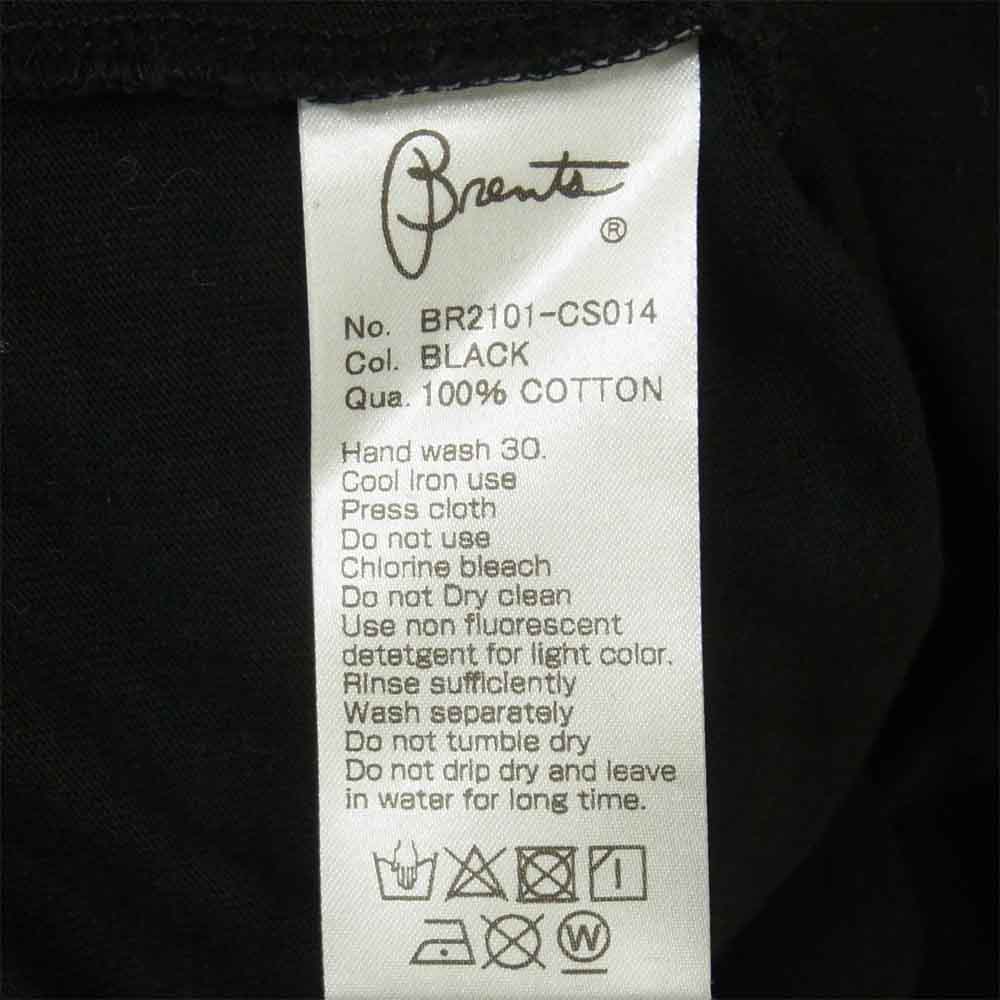 Brents
®
No. BR2101-CS014
Col. BLACK
Qua. 100% COTTON
Hand wash 30.
Cool Iron use
Press cloth
Do not use
Chlorine bleach
Do not Dry clean
Use non fluorescent
detetgent for light color.
Rinse sufficiently
Wash separately
Do not tumble dry
Do not drip dry and leave
in water for long time.
W